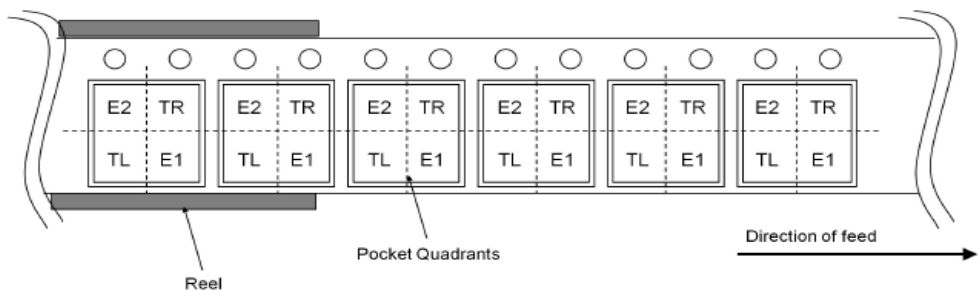 E2 TR E2 TR E2 TR E2 TR E2 TR E2 TR
TL E1 TL E1 TL E1 TL E1 TL E1 TL E1
Direction of feed
Pocket Quadrants
Reel